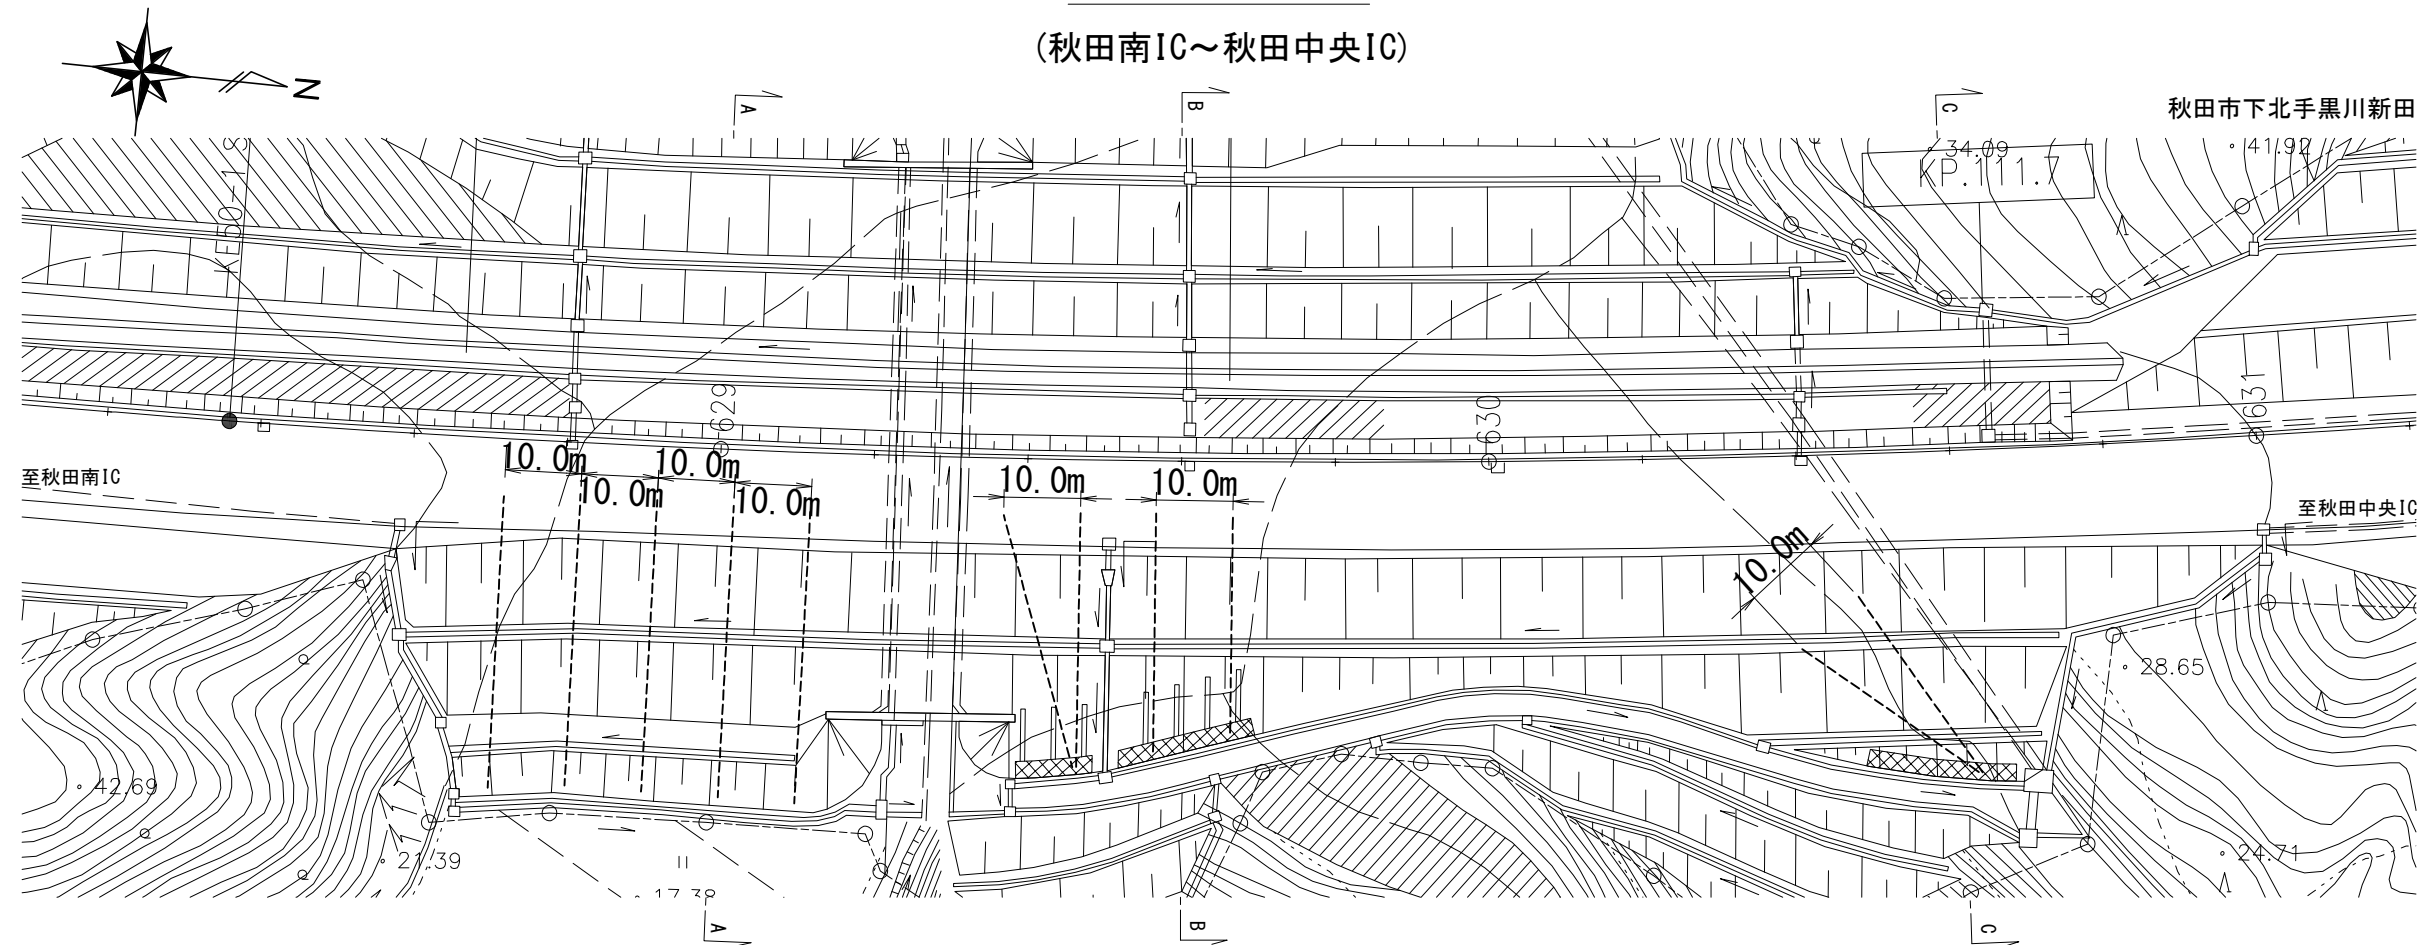 (秋田南IC～秋田中央IC)
N
A
B
C
秋田市下北手黒川新田
34.09
41.92
KP.111.7
629
630
631
10.0m
10.0m
10.0m
10.0m
10.0m
10.0m
至秋田南IC
至秋田中央IC
10.0m
28.65
42.69
21.39
24.71
17.38
A
B
C